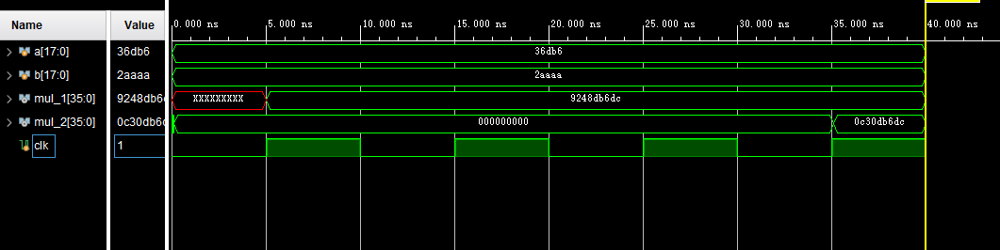 Name Value 0.000 ns 5.000 ns 10.000 ns 15.000 ns 20.000 ns 25.000 ns 30.000 ns 35.000 ns 40.000 ns
a[17:0] 36db6 36db6
b[17:0] 2aaaa 2aaaa
mul_1[35:0] 9248db6d XXXXXXXXX 9248db6dc
mul_2[35:0] 0c30db6d 000000000 0c30db6dc
clk 1